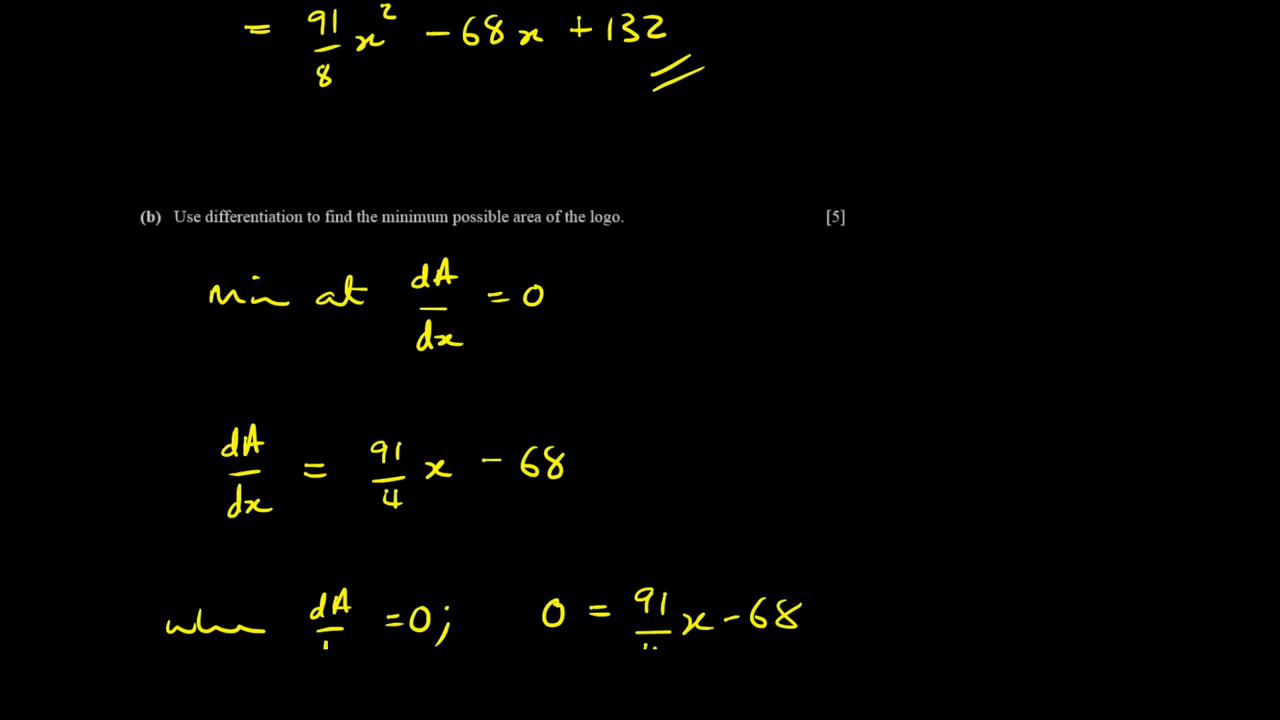 = 91/8 x² - 68x + 132
(b) Use differentiation to find the minimum possible area of the logo. [5]
Min at dA/dx = 0
dA/dx = 91/4 x - 68
when dA/ = 0; 0 = 91/ x - 68